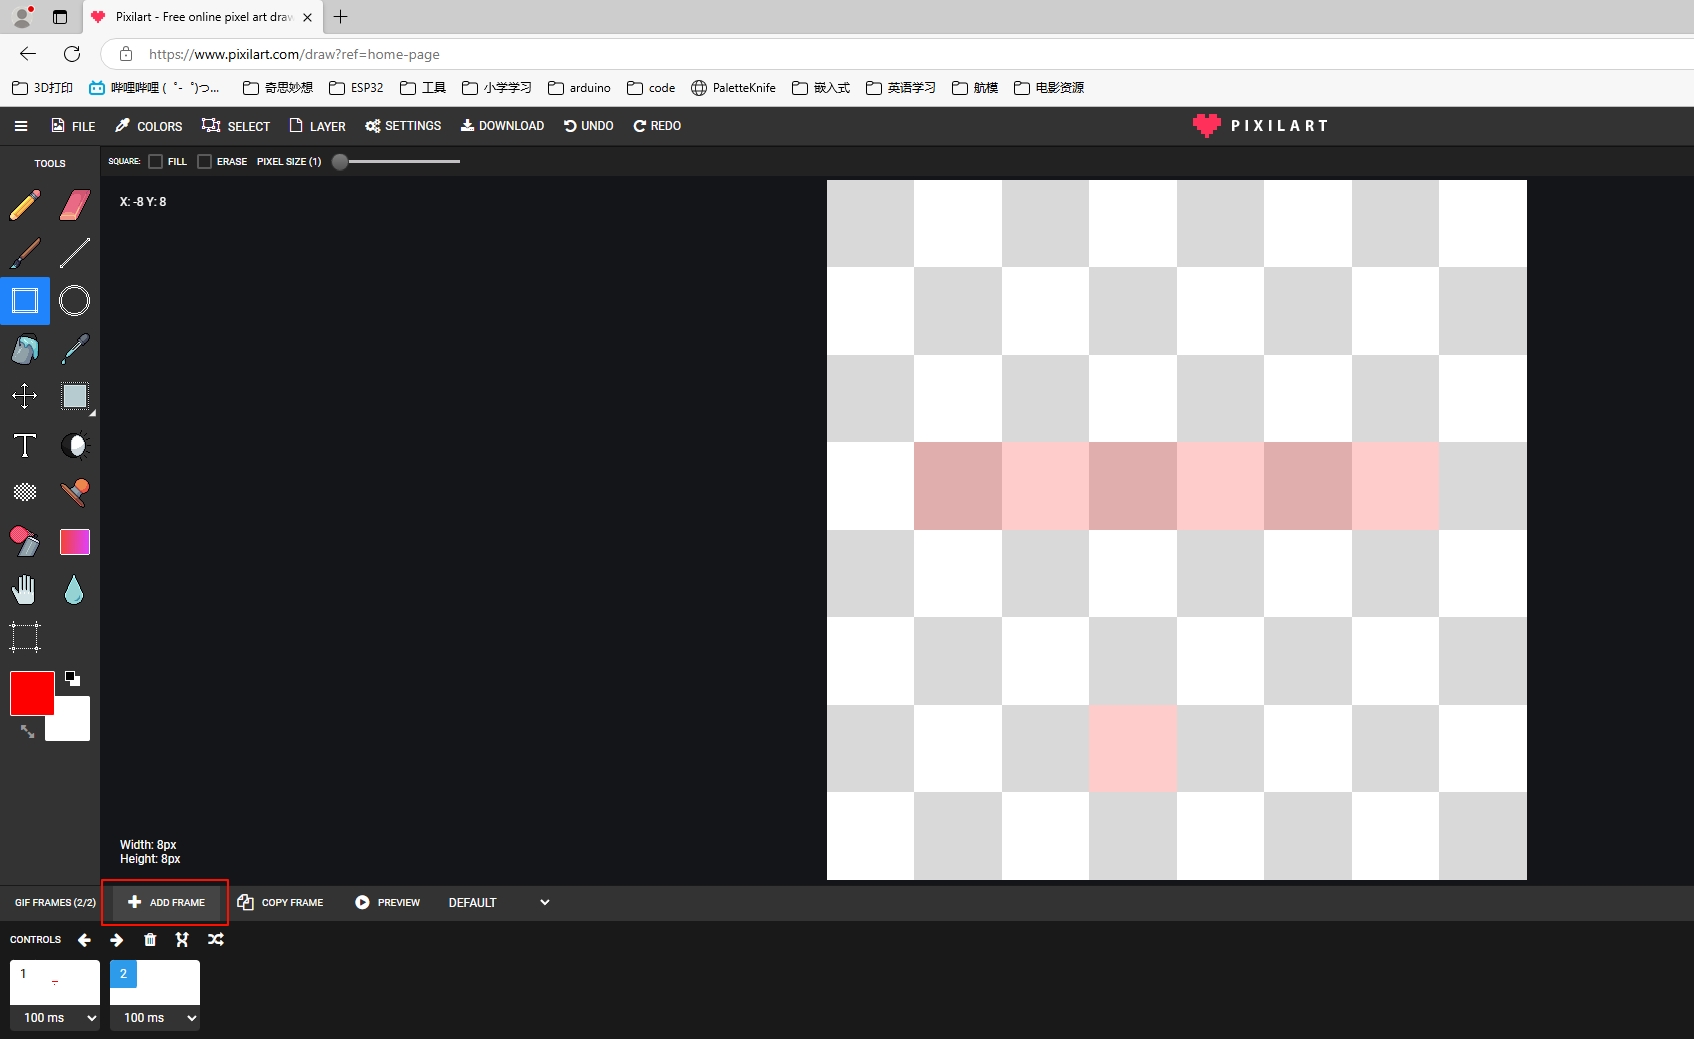 Pixilart - Free online pixel art draw
https://www.pixilart.com/draw?ref=home-page
3D打印 哔哩哔哩 ( ゜- ゜)つ... 奇思妙想 ESP32 工具 小学学习 arduino code PaletteKnife 嵌入式 英语学习 航模 电影资源
FILE COLORS SELECT LAYER SETTINGS DOWNLOAD UNDO REDO PIXILART
TOOLS SQUARE: FILL ERASE PIXEL SIZE (1)
X: -8 Y: 8
T
Width: 8px
Height: 8px
GIF FRAMES (2/2) ADD FRAME COPY FRAME PREVIEW DEFAULT
CONTROLS
1 2
100 ms 100 ms